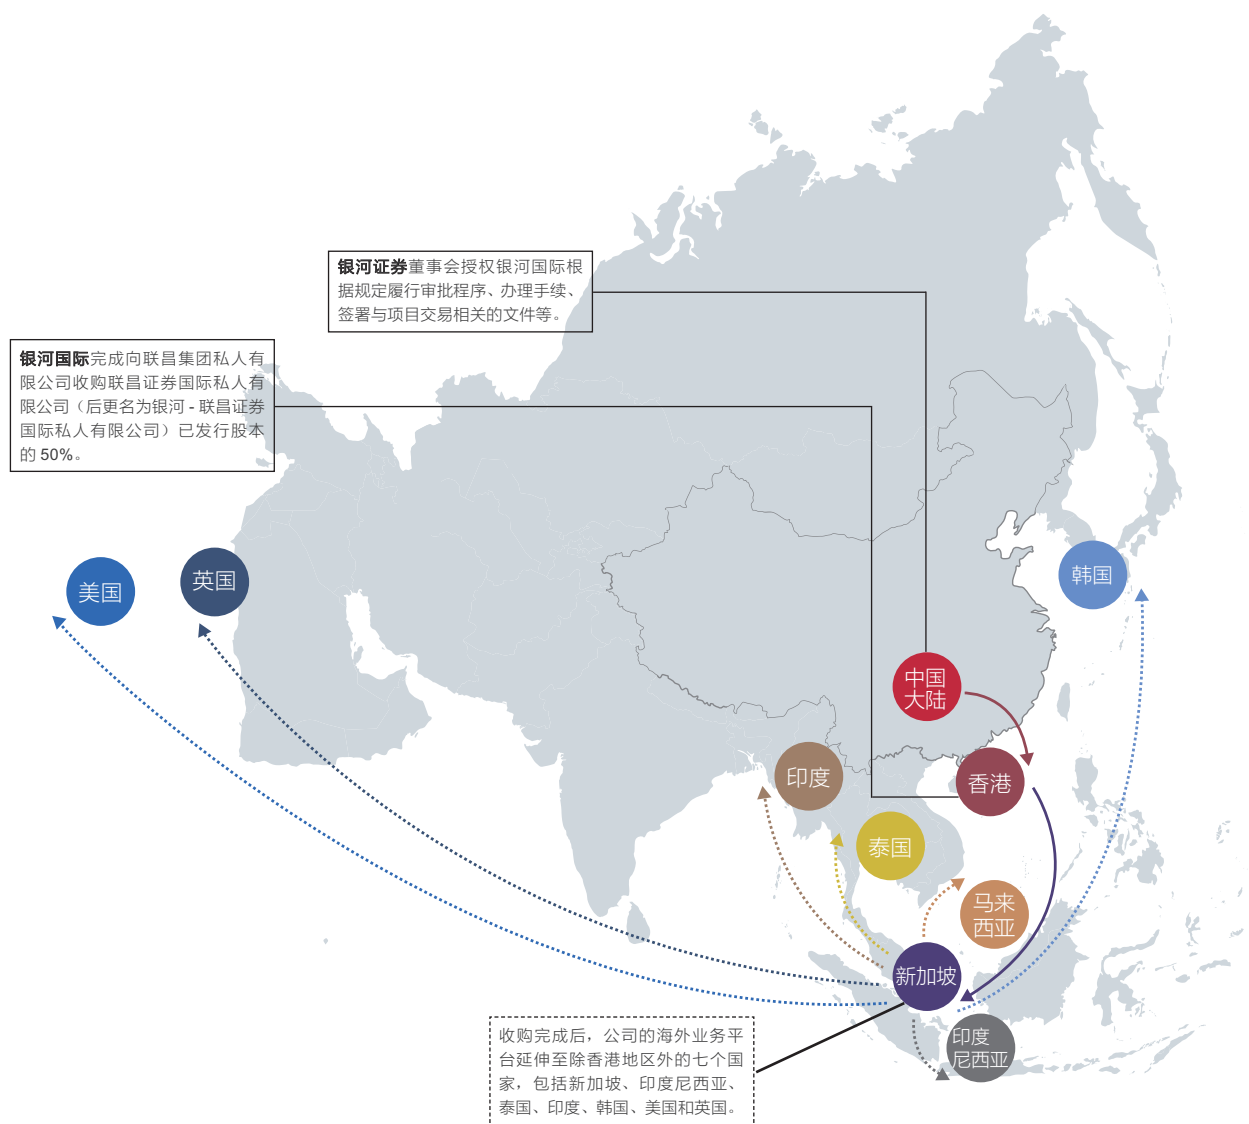 银河证券董事会授权银河国际根
据规定履行审批程序、办理手续、
签署与项目交易相关的文件等。
银河国际完成向联昌集团私人有
限公司收购联昌证券国际私人有
限公司（后更名为银河 - 联昌证券
国际私人有限公司）已发行股本
的 50%。
美国
英国
韩国
中国
大陆
印度
香港
泰国
马来
西亚
新加坡
印度
尼西亚
收购完成后，公司的海外业务平
台延伸至除香港地区外的七个国
家，包括新加坡、印度尼西亚、
泰国、印度、韩国、美国和英国。